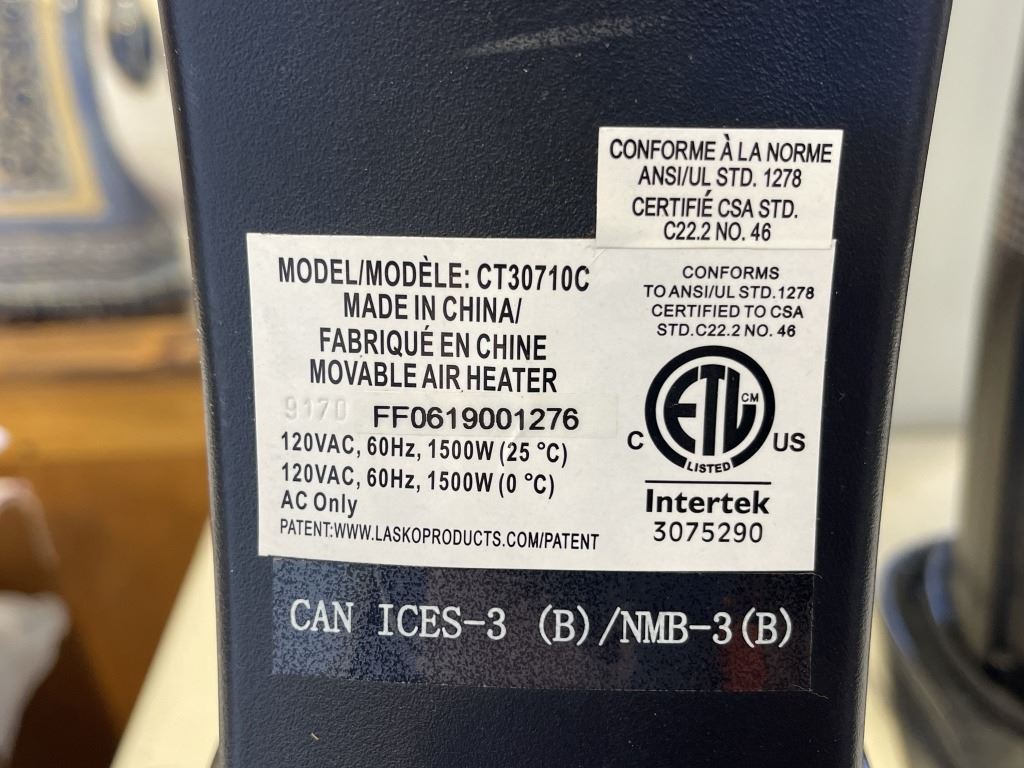 CONFORME À LA NORME
ANSI/UL STD. 1278
CERTIFIÉ CSA STD.
C22.2 NO. 46
MODEL/MODÈLE: CT30710C
MADE IN CHINA/
FABRIQUÉ EN CHINE
MOVABLE AIR HEATER
9170 FF0619001276
120VAC, 60Hz, 1500W (25 °C)
120VAC, 60Hz, 1500W (0 °C)
AC Only
PATENT:WWW.LASKOPRODUCTS.COM/PATENT
CONFORMS
TO ANSI/UL STD.1278
CERTIFIED TO CSA
STD.C22.2 NO. 46
ETL CM
C US
LISTED
Intertek
3075290
CAN ICES-3 (B)/NMB-3(B)